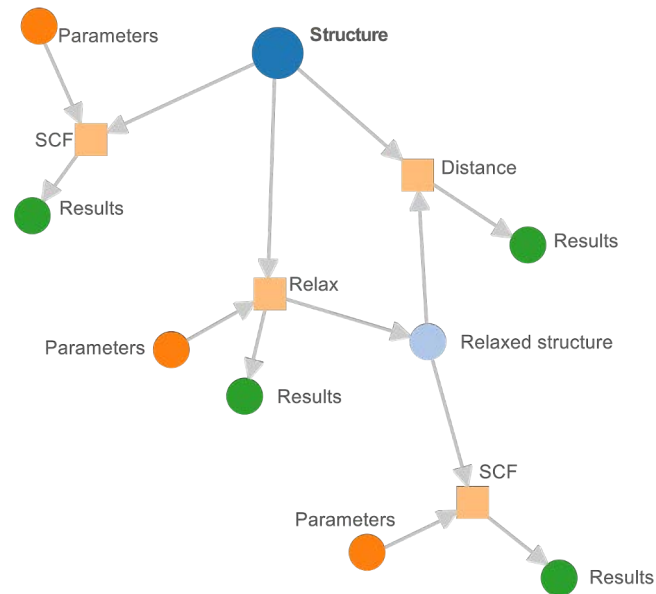 Parameters
Structure
SCF
Distance
Results
Results
Relax
Parameters
Relaxed structure
Results
SCF
Parameters
Results